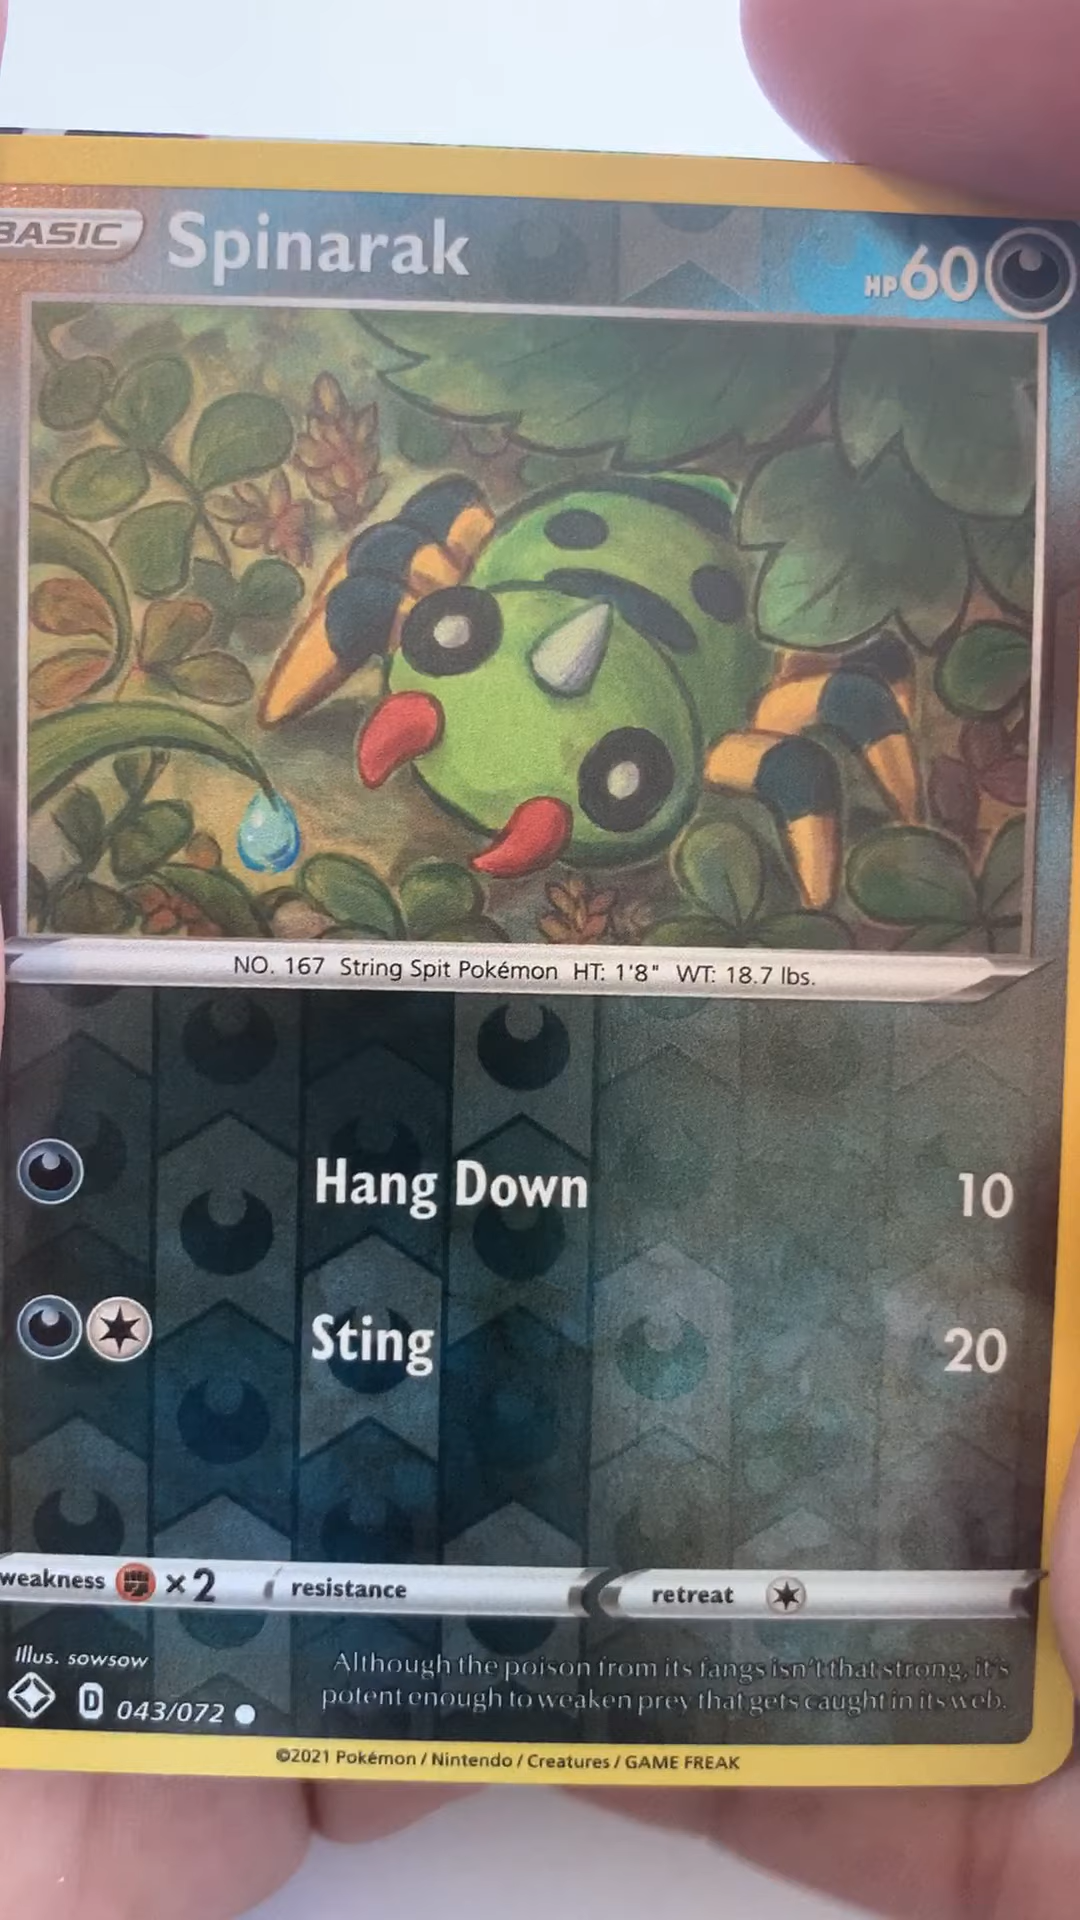 BASIC Spinarak HP60
NO. 167 String Spit Pokémon HT: 1'8" WT: 18.7 lbs.
Hang Down 10
Sting 20
weakness ×2 resistance retreat
Illus. sowsow
D 043/072
Although the poison from its fangs isn't that strong, it's
potent enough to weaken prey that gets caught in its web.
©2021 Pokémon / Nintendo / Creatures / GAME FREAK